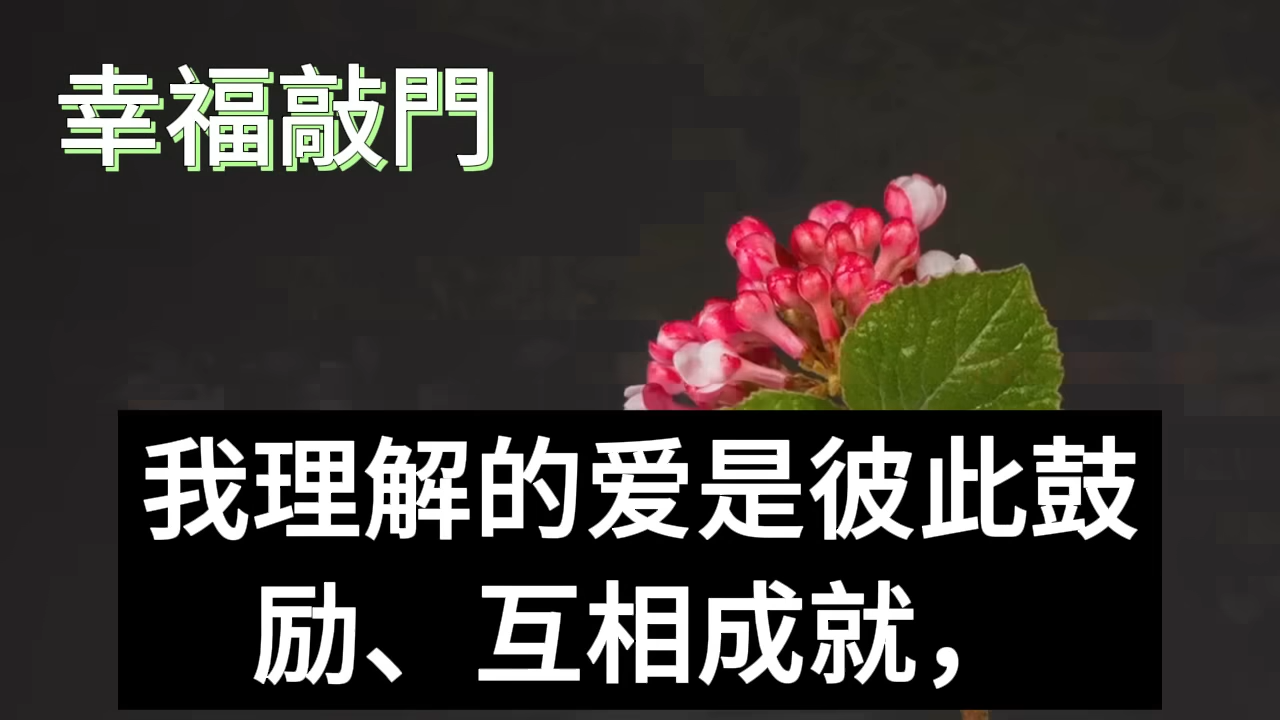 幸福敲門
我理解的爱是彼此鼓
励、互相成就，